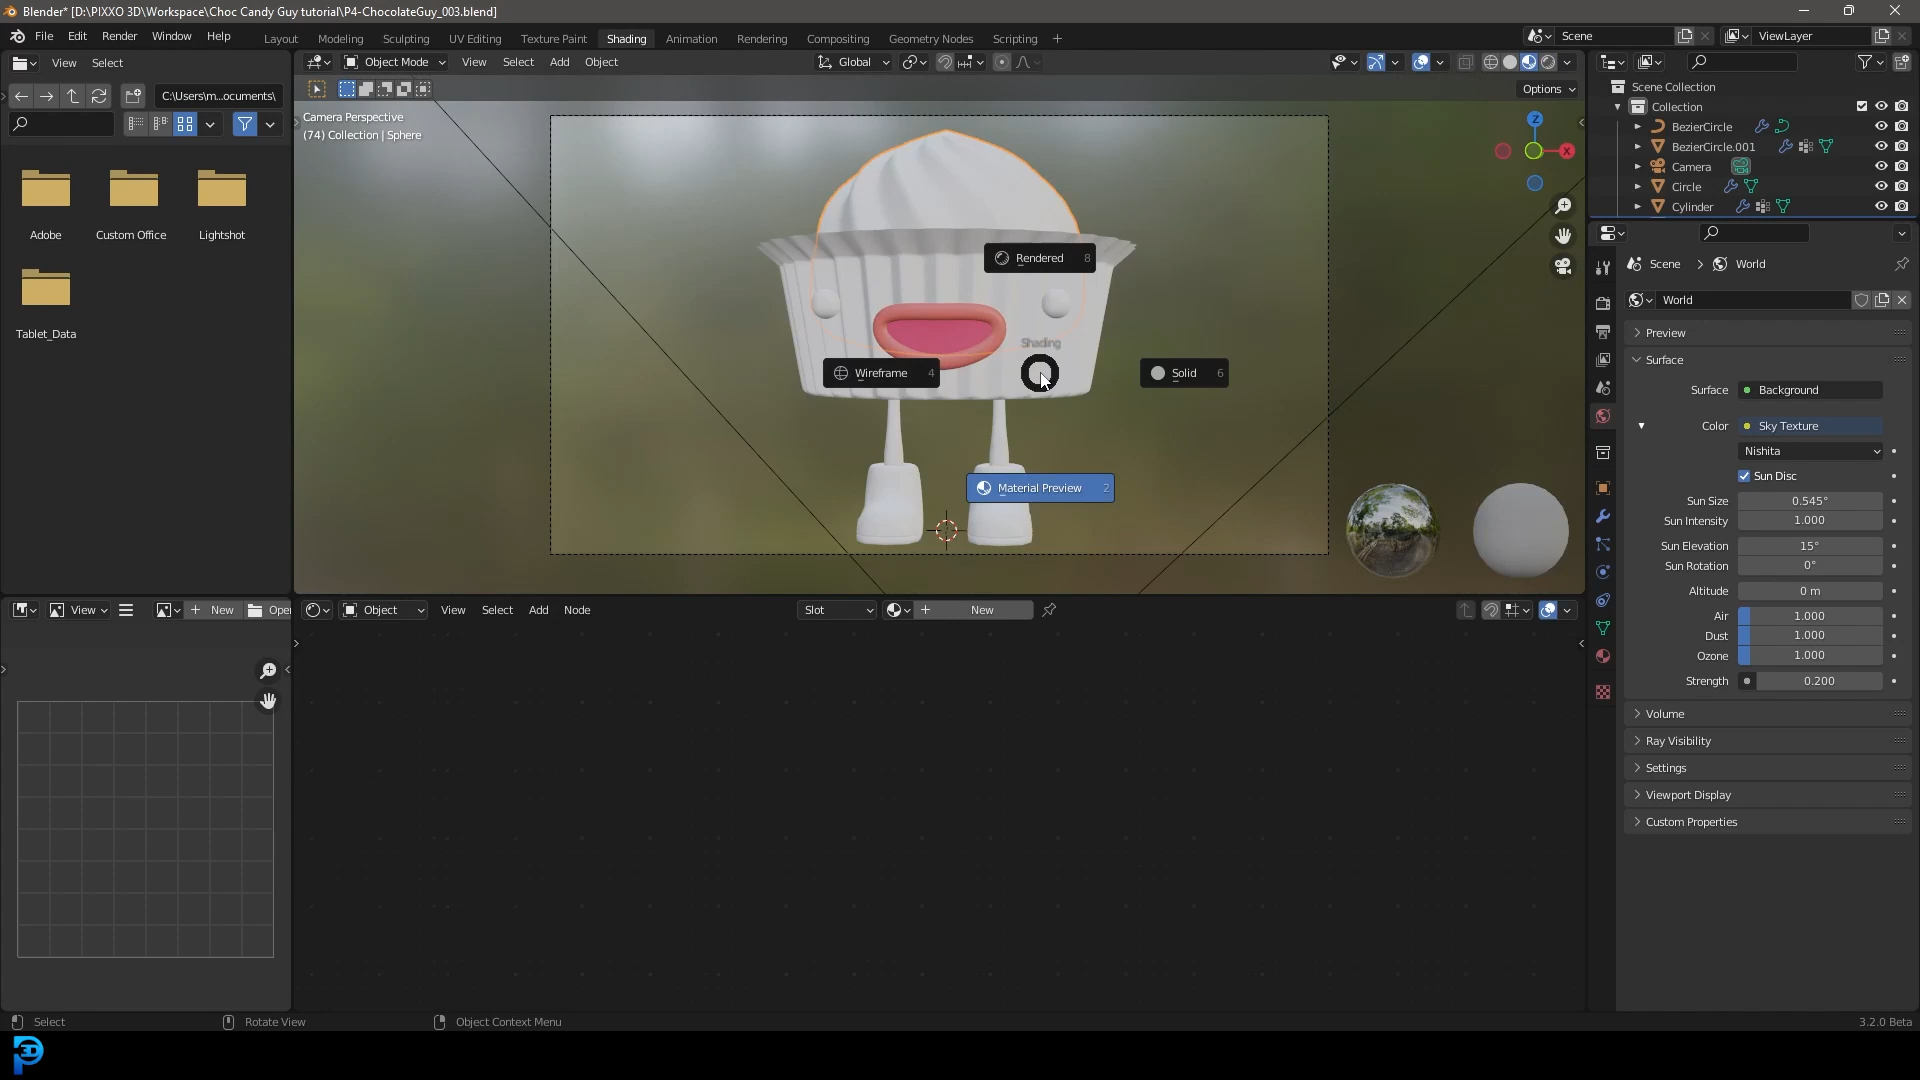 Blender* [D:\PIXXO 3D\Workspace\Choc Candy Guy tutorial\P4-ChocolateGuy_003.blend]
File Edit Render Window Help Layout Modeling Sculpting UV Editing Texture Paint Shading Animation Rendering Compositing Geometry Nodes Scripting Scene ViewLayer
View Select Object Mode View Select Add Object Global
C:\Users\m...ocuments\ Options
Camera Perspective
(74) Collection | Sphere
Adobe Custom Office Lightshot
Tablet_Data
Z
X
Rendered 8
Shading
Wireframe 4
Solid 6
Material Preview 2
Scene Collection
Collection
BezierCircle
BezierCircle.001
Camera
Circle
Cylinder
Scene World
World
Preview
Surface
Surface Background
Color Sky Texture
Nishita
Sun Disc
Sun Size 0.545°
Sun Intensity 1.000
Sun Elevation 15°
Sun Rotation 0°
Altitude 0 m
Air 1.000
Dust 1.000
Ozone 1.000
Strength 0.200
Volume
Ray Visibility
Settings
Viewport Display
Custom Properties
View New Open Object View Select Add Node Slot New
Select Rotate View Object Context Menu 3.2.0 Beta
3D